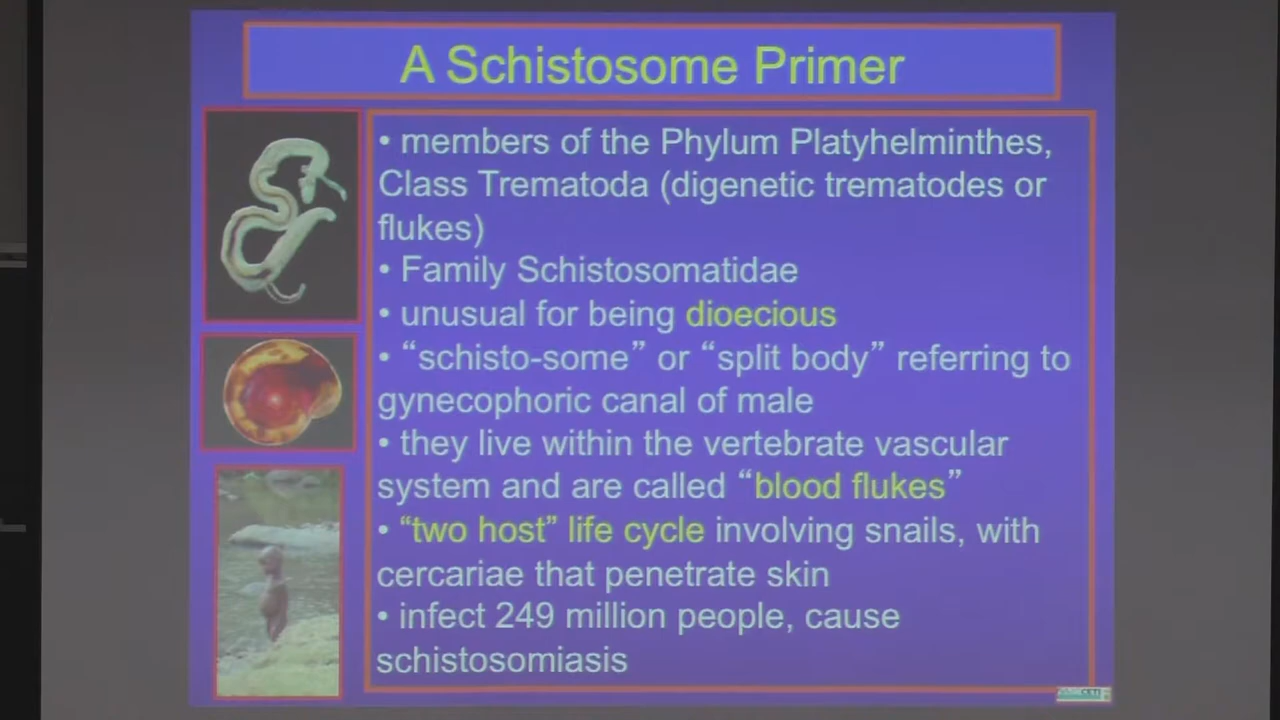 A Schistosome Primer
• members of the Phylum Platyhelminthes,
Class Trematoda (digenetic trematodes or
flukes)
• Family Schistosomatidae
• unusual for being dioecious
• “schisto-some” or “split body” referring to
gynecophoric canal of male
• they live within the vertebrate vascular
system and are called “blood flukes”
• “two host” life cycle involving snails, with
cercariae that penetrate skin
• infect 249 million people, cause
schistosomiasis